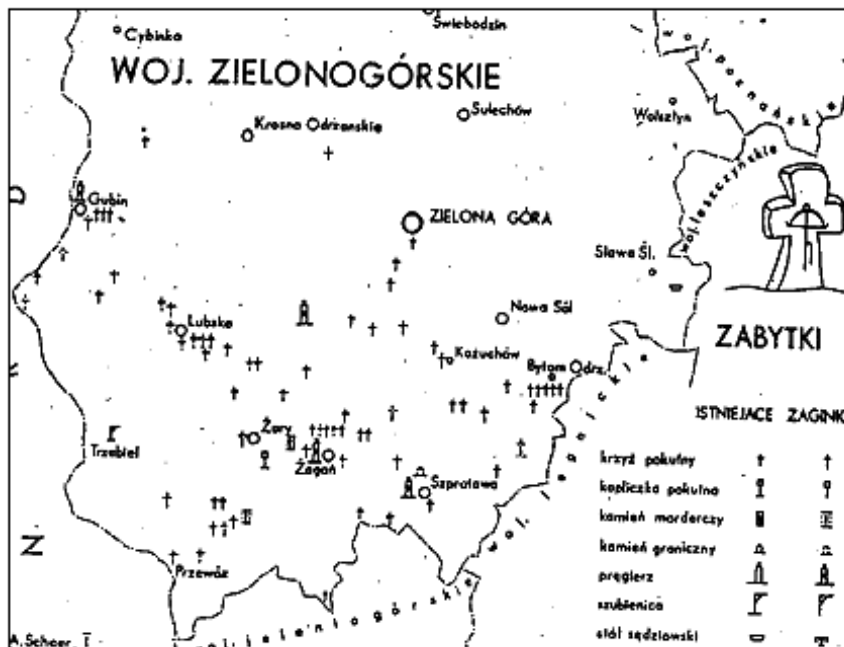 Świebodzin
Cybinka
WOJ. ZIELONOGÓRSKIE
woj. poznańskie
Sulechów
Wolsztyn
Krosno Odrzańskie
woj. leszczyńskie
D
Gubin
ZIELONA GÓRA
Sława Śl.
Nowa Sól
Lubsko
ZABYTKI
Kożuchów
Bytom Odrz.
ISTNIEJĄCE ZAGIN
Żary
Trzebiel
Żagań
krzyż pokutny
Szprotawa
kapliczka pokutna
kamień morderczy
N
kamień graniczny
woj. legnickie
Przewóz
pręgierz
szubienica
jeleniogórskie
A. Scheer
stół sędziowski